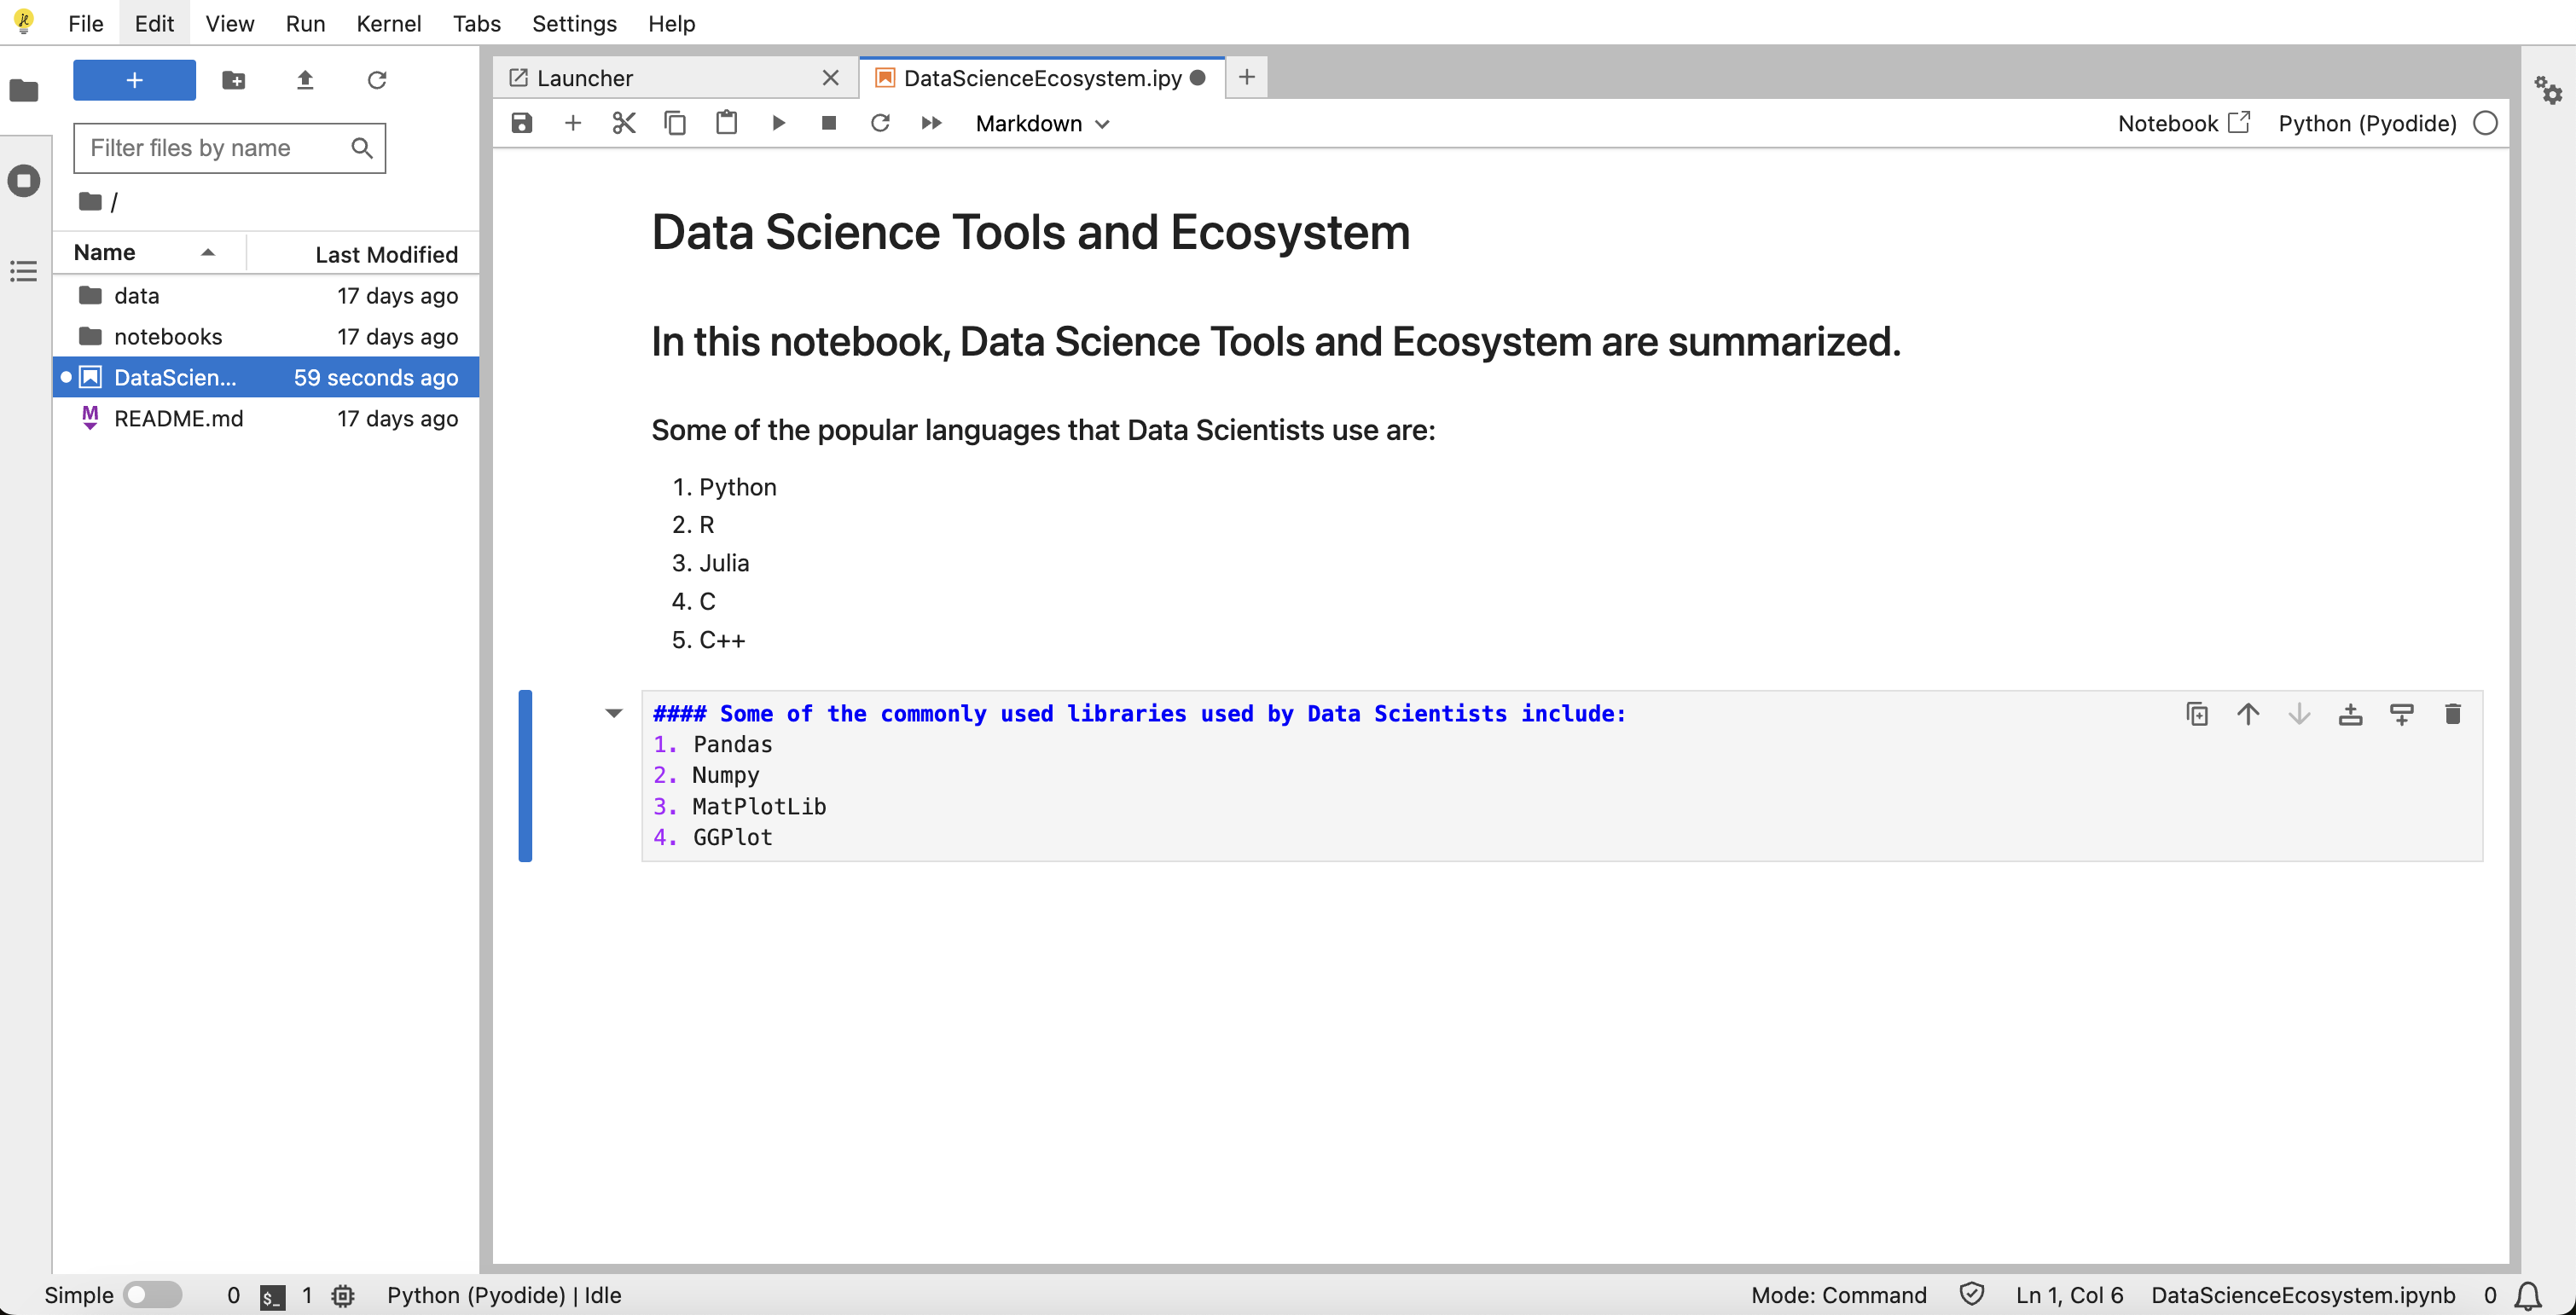 File Edit View Run Kernel Tabs Settings Help
+
Filter files by name
/
Name Last Modified
data 17 days ago
notebooks 17 days ago
DataScien... 59 seconds ago
README.md 17 days ago
Launcher
DataScienceEcosystem.ipy
Markdown
Notebook
Python (Pyodide)
Data Science Tools and Ecosystem
In this notebook, Data Science Tools and Ecosystem are summarized.
Some of the popular languages that Data Scientists use are:
1. Python
2. R
3. Julia
4. C
5. C++
#### Some of the commonly used libraries used by Data Scientists include:
1. Pandas
2. Numpy
3. MatPlotLib
4. GGPlot
Simple 0 $_ 1 Python (Pyodide) | Idle Mode: Command Ln 1, Col 6 DataScienceEcosystem.ipynb 0